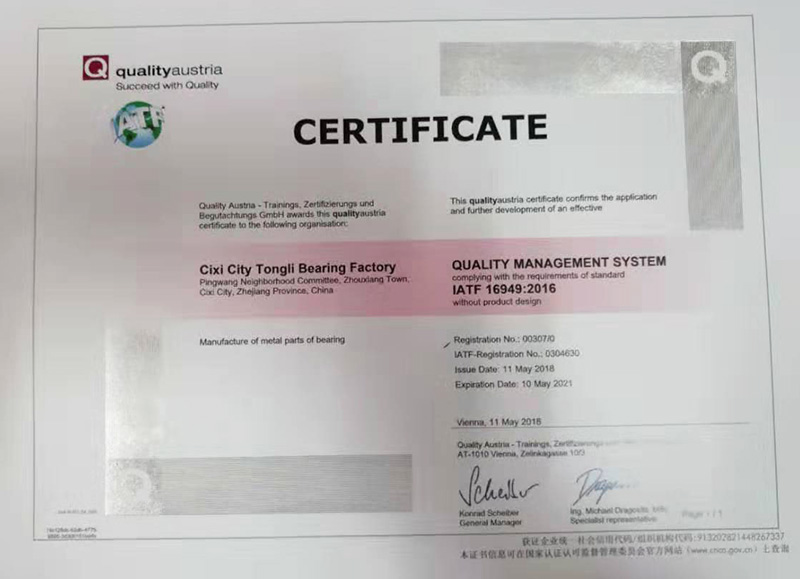 Q qualityaustria
Succeed with Quality
Q
IATF
CERTIFICATE
Quality Austria - Trainings, Zertifizierungs und
Begutachtungs GmbH awards this qualityaustria
certificate to the following organisation:
This qualityaustria certificate confirms the application
and further development of an effective
Cixi City Tongli Bearing Factory
Pingwang Neighborhood Committee, Zhouxiang Town,
Cixi City, Zhejiang Province, China
QUALITY MANAGEMENT SYSTEM
complying with the requirements of standard
IATF 16949:2016
without product design
Manufacture of metal parts of bearing
Registration No.: 00307/0
IATF-Registration No.: 0304630
Issue Date: 11 May 2018
Expiration Date: 10 May 2021
Vienna, 11 May 2018
Quality Austria - Trainings, Zertifizierungs
AT-1010 Vienna, Zelinkagasse 10/3
Konrad Scheiber
General Manager
Ing. Michael Dragosits,
Specialist representative
Page 1 / 1
获证企业统一社会信用代码/组织机构代码:913202821448267337
本证书信息可在国家认证认可监督管理委员会官方网站(www.cnca.gov.cn)上查询